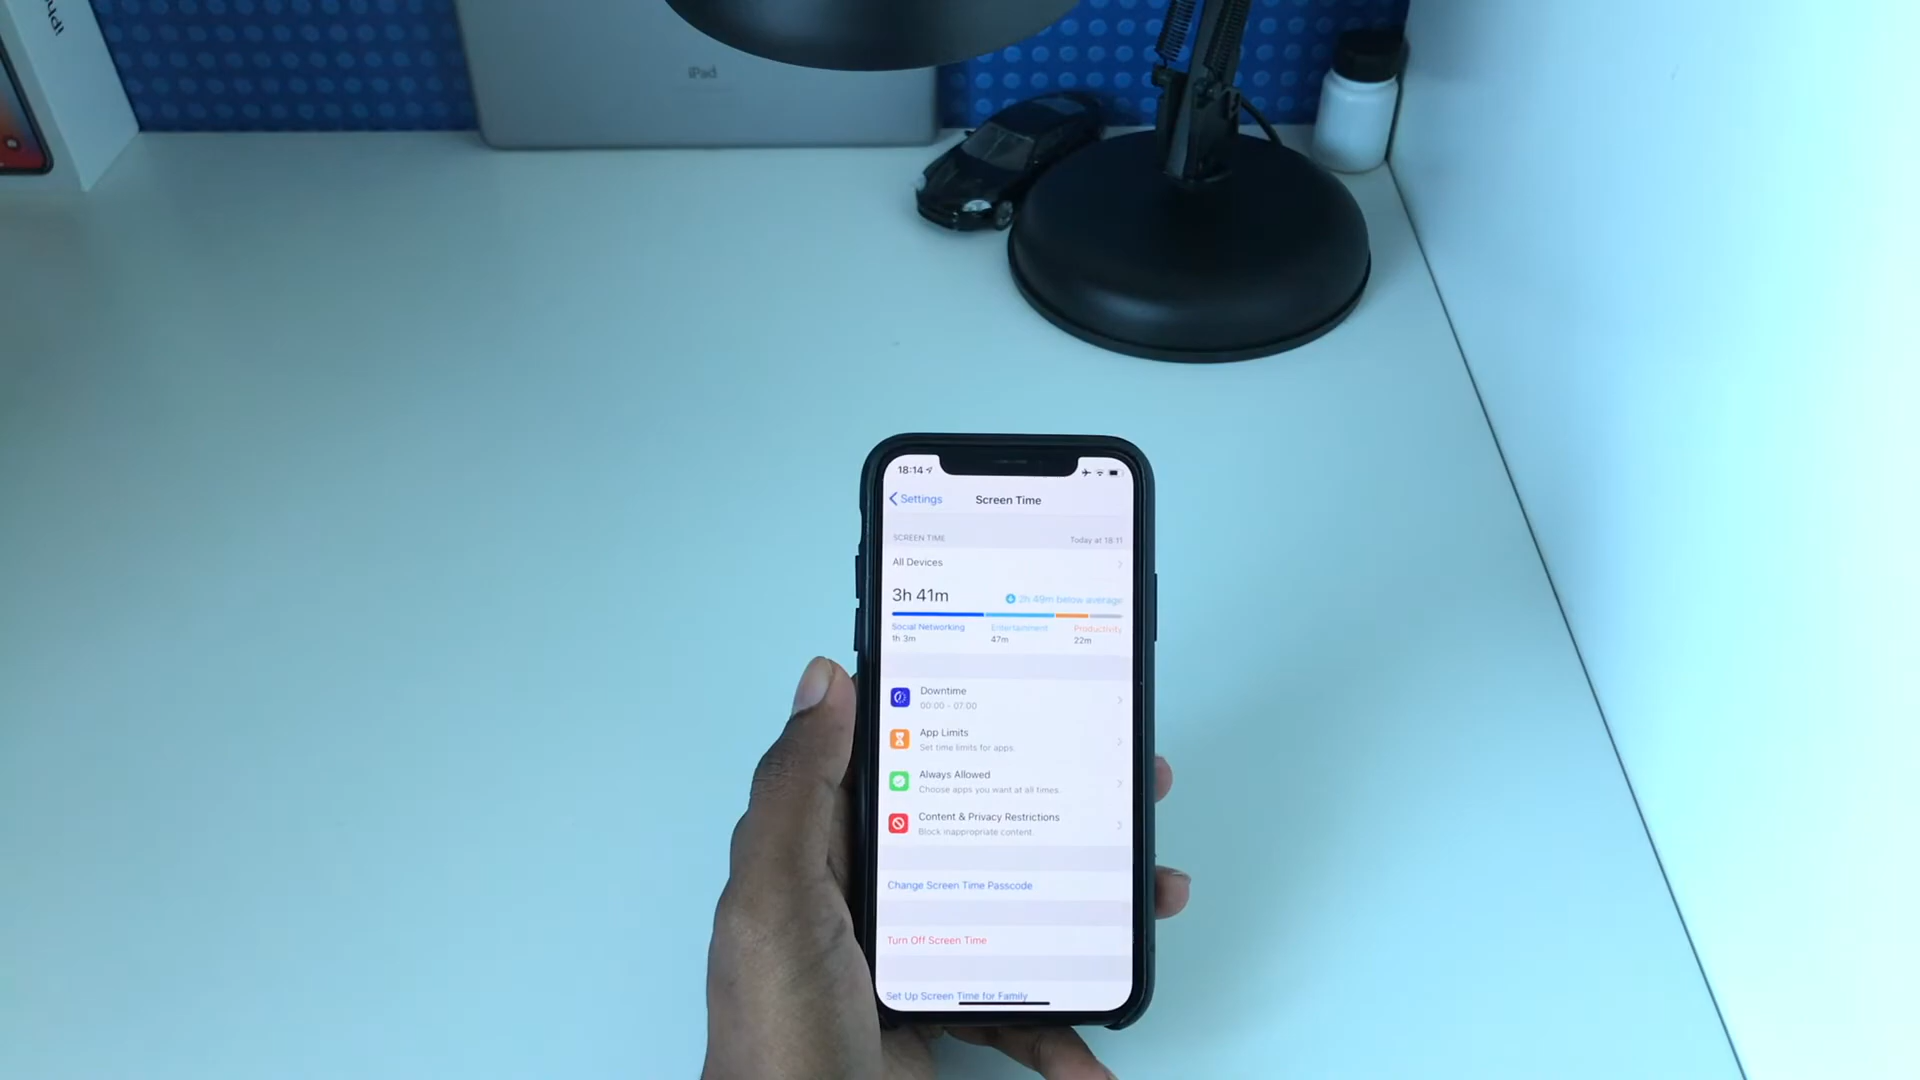 iPad
18:14
Settings
Screen Time
SCREEN TIME
Today at 18:11
All Devices
3h 41m
2h 49m below average
Social Networking
Entertainment
Productivity
1h 3m
47m
22m
Downtime
00:00 - 07:00
App Limits
Set time limits for apps.
Always Allowed
Choose apps you want at all times.
Content & Privacy Restrictions
Block inappropriate content.
Change Screen Time Passcode
Turn Off Screen Time
Set Up Screen Time for Family